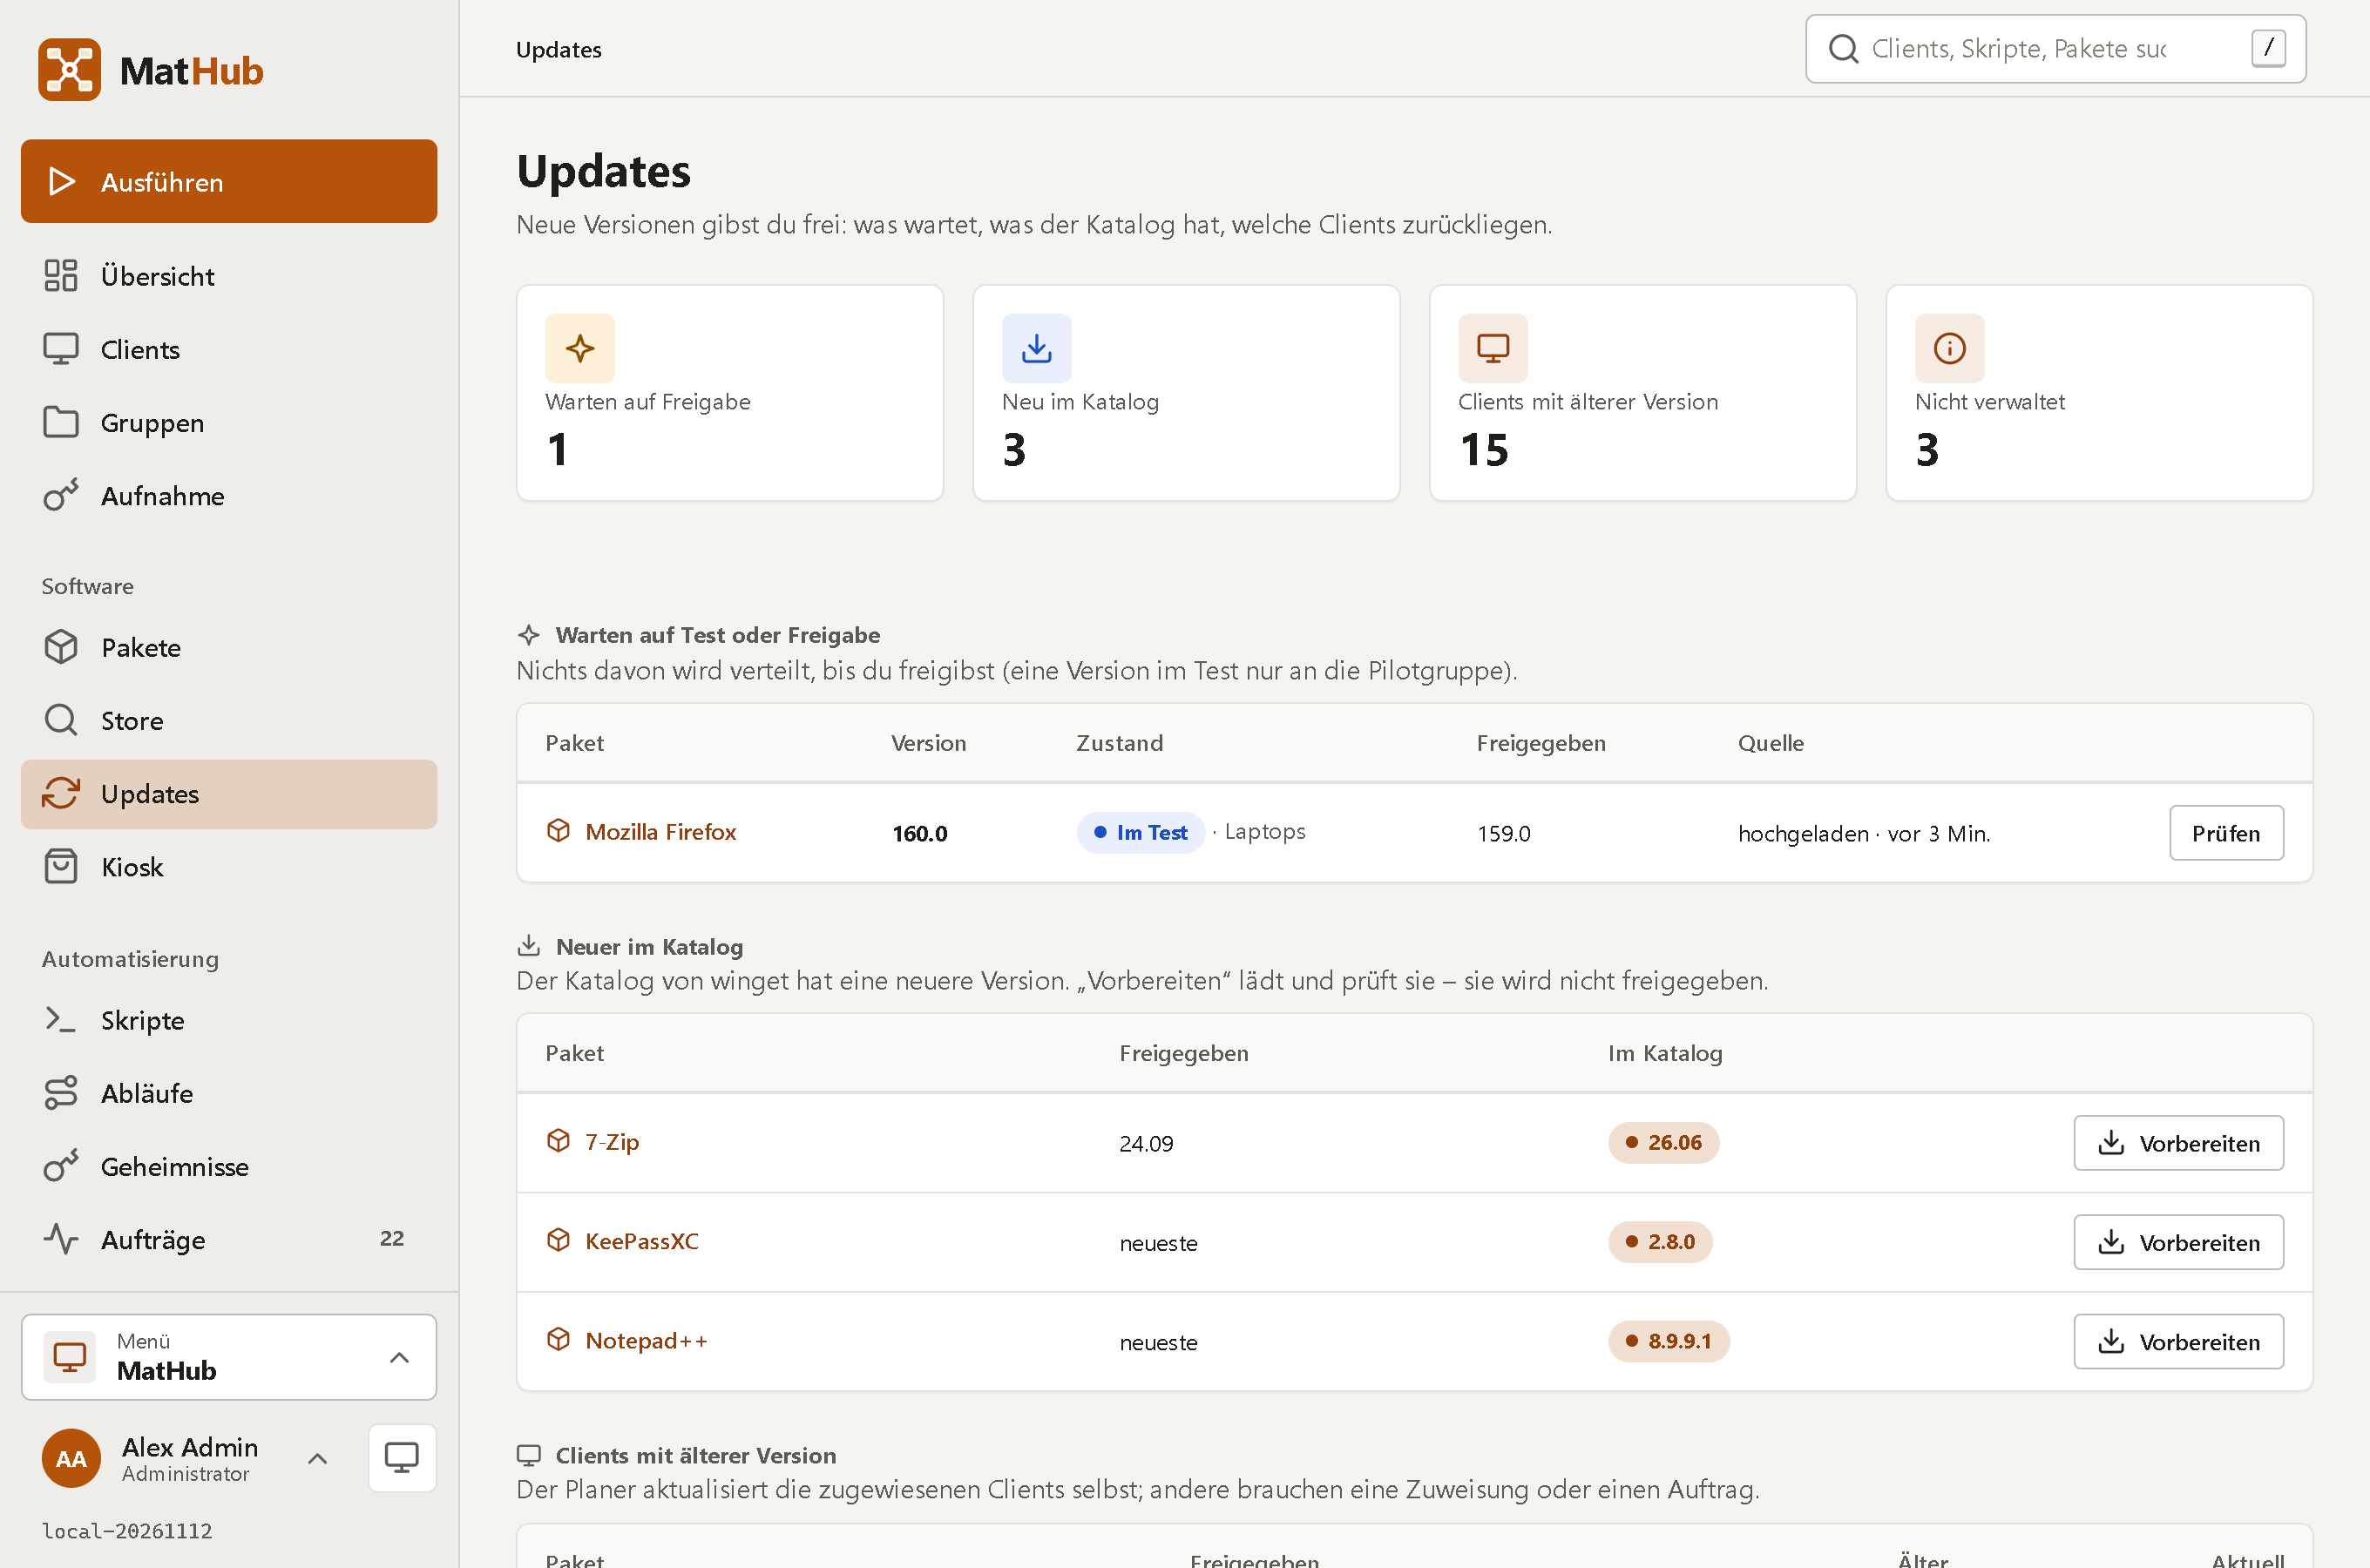 MatHub
Updates
Clients, Skripte, Pakete suc
/
Ausführen
Übersicht
Clients
Gruppen
Aufnahme
Software
Pakete
Store
Updates
Kiosk
Automatisierung
Skripte
Abläufe
Geheimnisse
Aufträge 22
Menü
MatHub
AA
Alex Admin
Administrator
local-20261112
Updates
Neue Versionen gibst du frei: was wartet, was der Katalog hat, welche Clients zurückliegen.
Warten auf Freigabe
1
Neu im Katalog
3
Clients mit älterer Version
15
Nicht verwaltet
3
Warten auf Test oder Freigabe
Nichts davon wird verteilt, bis du freigibst (eine Version im Test nur an die Pilotgruppe).
Paket Version Zustand Freigegeben Quelle
Mozilla Firefox 160.0 Im Test · Laptops 159.0 hochgeladen · vor 3 Min. Prüfen
Neuer im Katalog
Der Katalog von winget hat eine neuere Version. „Vorbereiten“ lädt und prüft sie – sie wird nicht freigegeben.
Paket Freigegeben Im Katalog
7-Zip 24.09 26.06 Vorbereiten
KeePassXC neueste 2.8.0 Vorbereiten
Notepad++ neueste 8.9.9.1 Vorbereiten
Clients mit älterer Version
Der Planer aktualisiert die zugewiesenen Clients selbst; andere brauchen eine Zuweisung oder einen Auftrag.
Paket Freigegeben Älter Aktuell